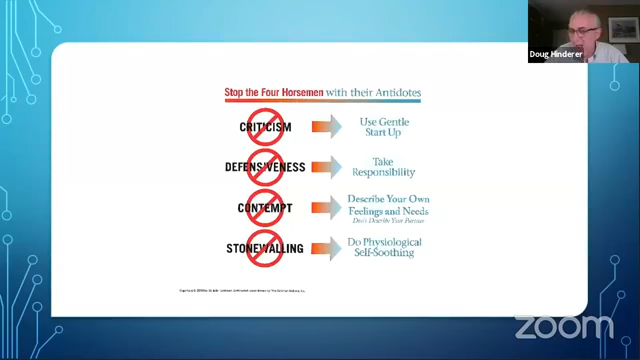 Doug Hinderer
Stop the Four Horsemen with their Antidotes
CRITICISM
Use Gentle
Start Up
DEFENSIVENESS
Take
Responsibility
CONTEMPT
Describe Your Own
Feelings and Needs
Don't Describe Your Partner
STONEWALLING
Do Physiological
Self-Soothing
zoom